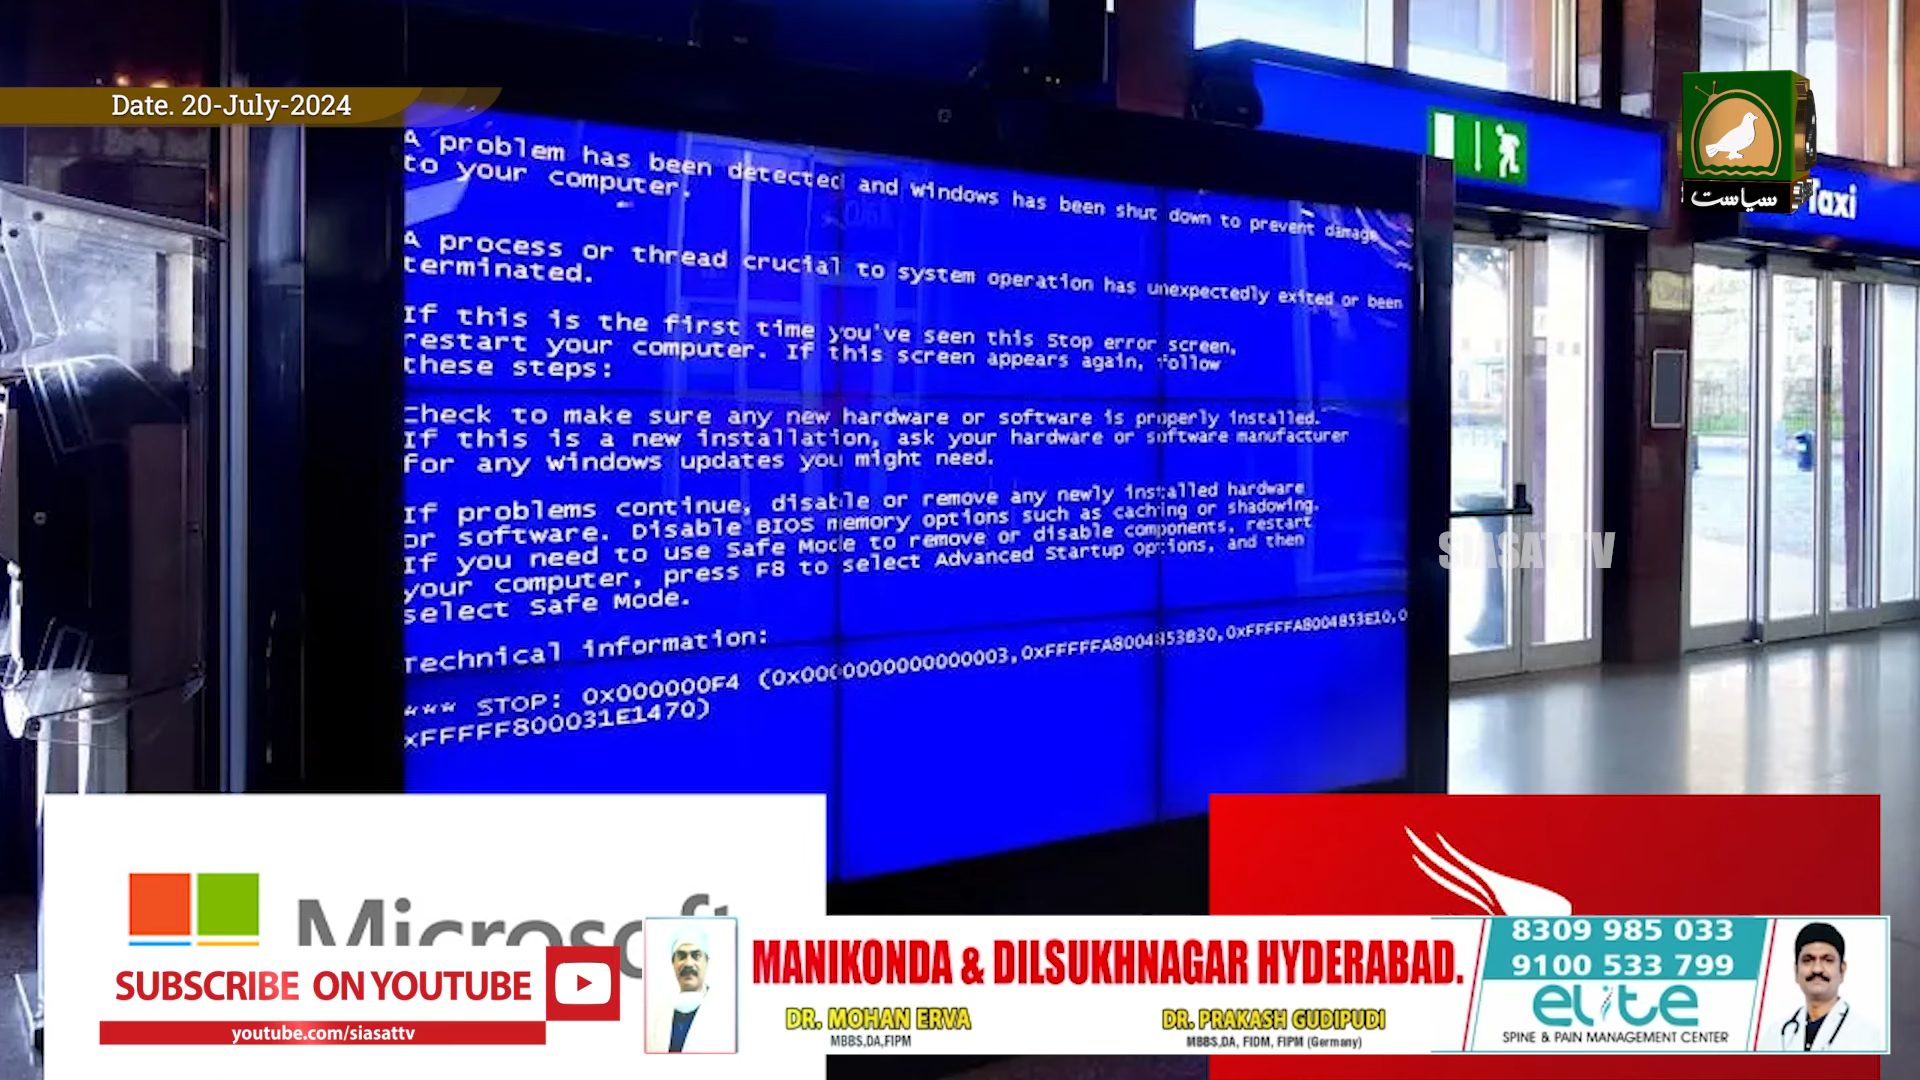 Date. 20-July-2024
سیاست
Taxi
A problem has been detected and windows has been shut down to prevent damage
to your computer.
A process or thread crucial to system operation has unexpectedly exited or been
terminated.
If this is the first time you've seen this Stop error screen,
restart your computer. If this screen appears again, follow
these steps:
Check to make sure any new hardware or software is properly installed.
If this is a new installation, ask your hardware or software manufacturer
for any windows updates you might need.
If problems continue, disable or remove any newly installed hardware
or software. Disable BIOS memory options such as caching or shadowing.
If you need to use Safe Mode to remove or disable components, restart
your computer, press F8 to select Advanced Startup options, and then
select Safe Mode.
Technical information:
*** STOP: 0x000000F4 (0x0000000000000003,0xFFFFFA8004853B30,0xFFFFFA8004853E10,0
xFFFFF800031E1470)
SIASAT TV
Microsoft
SUBSCRIBE ON YOUTUBE
youtube.com/siasattv
MANIKONDA & DILSUKHNAGAR HYDERABAD.
DR. MOHAN ERVA
MBBS,DA,FIPM
DR. PRAKASH GUDIPUDI
MBBS,DA, FIDM, FIPM (Germany)
8309 985 033
9100 533 799
elite
SPINE & PAIN MANAGEMENT CENTER